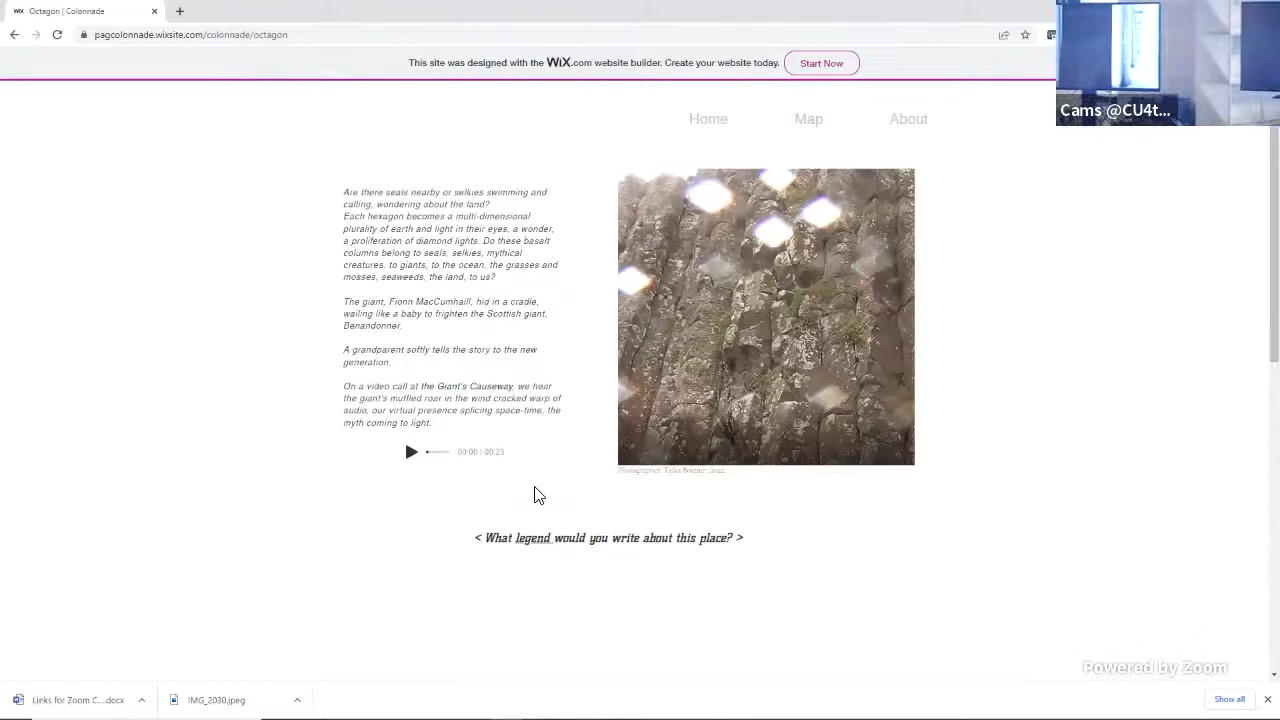 Octagon | Colonnade
pagcolonnade.wixsite.com/colonnade/octagon
This site was designed with the WiX.com website builder. Create your website today.
Start Now
Cams @CU4t...
Home Map About
Are there seals nearby or selkies swimming and
calling, wondering about the land?
Each hexagon becomes a multi-dimensional
plurality of earth and light in their eyes, a wonder,
a proliferation of diamond lights. Do these basalt
columns belong to seals, selkies, mythical
creatures, to giants, to the ocean, the grasses and
mosses, seaweeds, the land, to us?
The giant, Fionn MacCumhaill, hid in a cradle,
wailing like a baby to frighten the Scottish giant,
Benandonner.
A grandparent softly tells the story to the new
generation.
On a video call at the Giant's Causeway, we hear
the giant's muffled roar in the wind cracked warp of
audio, our virtual presence splicing space-time, the
myth coming to light.
00:00 / 00:23
Photographer:
< What legend would you write about this place? >
Powered by Zoom
Links for Zoom C....docx
IMG_2030.jpeg
Show all